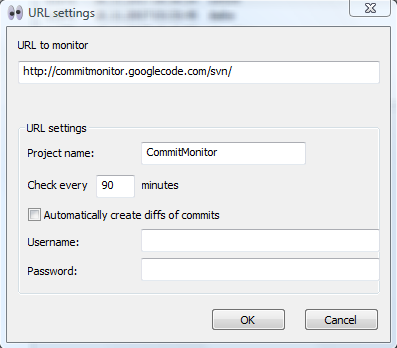 URL settings
URL to monitor
http://commitmonitor.googlecode.com/svn/
URL settings
Project name: CommitMonitor
Check every 90 minutes
Automatically create diffs of commits
Username:
Password:
OK Cancel